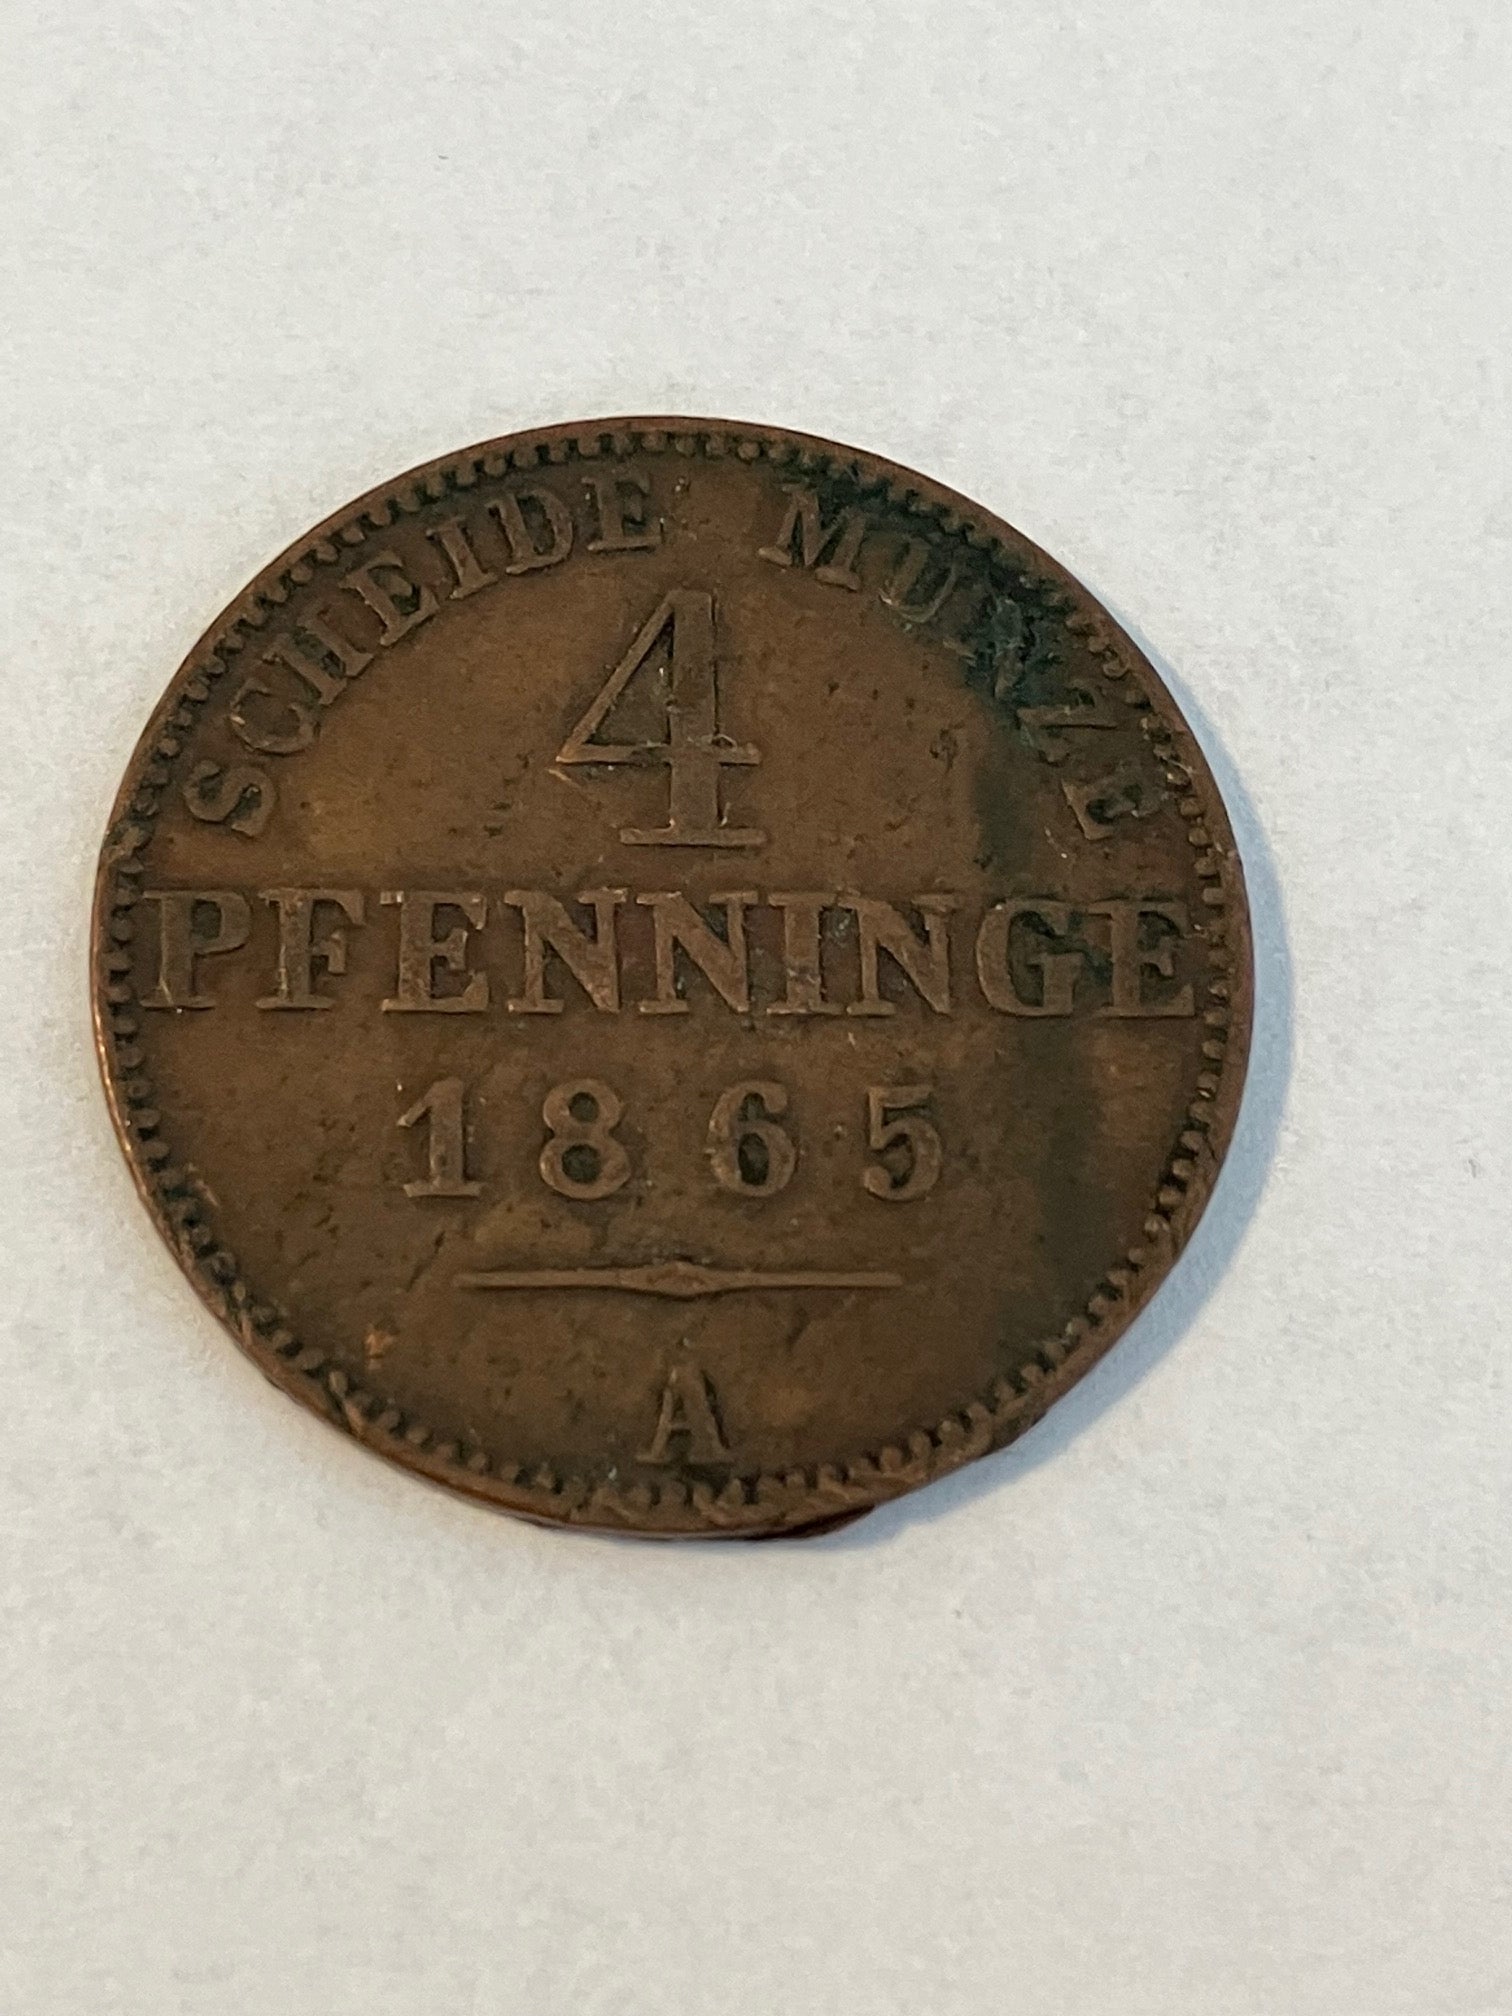 SCHEIDE MÜNZE
4
PFENNINGE
1865
A